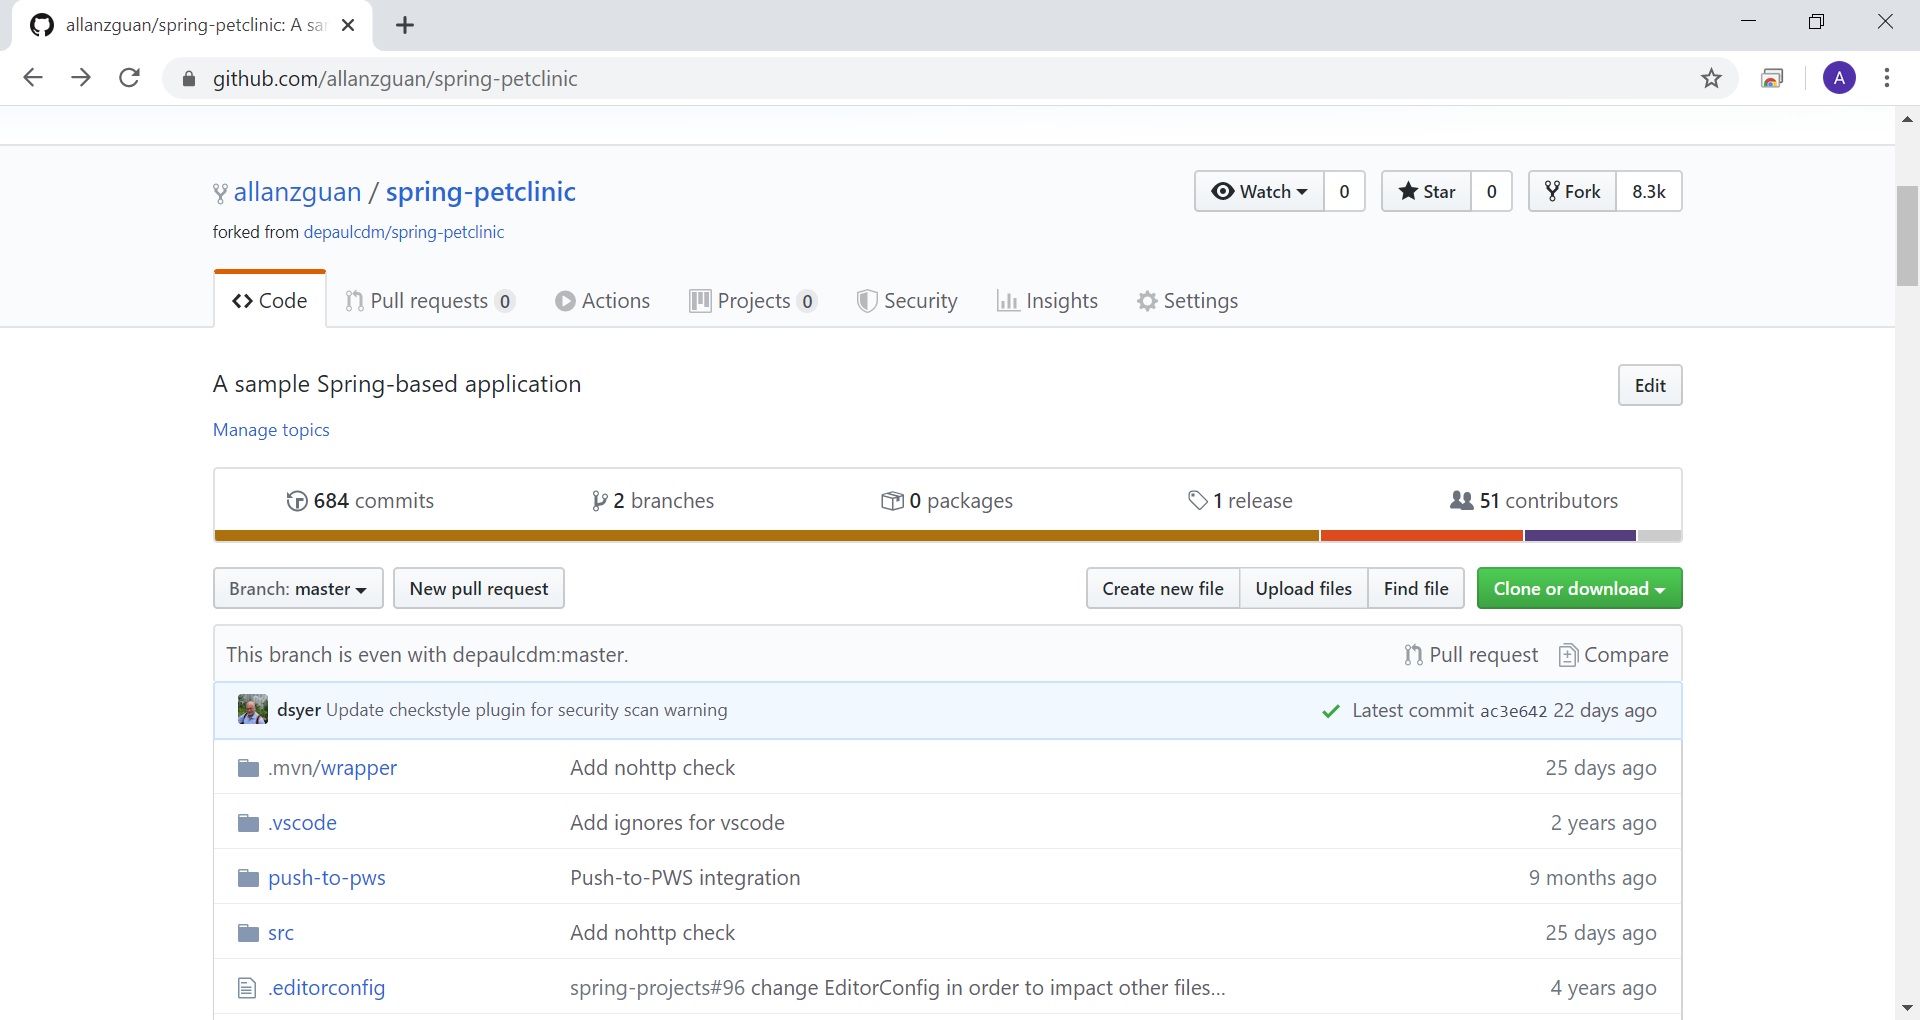 allanzguan/spring-petclinic: A sa
github.com/allanzguan/spring-petclinic
A
allanzguan / spring-petclinic
Watch 0 Star 0 Fork 8.3k
forked from depaulcdm/spring-petclinic
Code Pull requests 0 Actions Projects 0 Security Insights Settings
A sample Spring-based application
Edit
Manage topics
684 commits 2 branches 0 packages 1 release 51 contributors
Branch: master New pull request Create new file Upload files Find file Clone or download
This branch is even with depaulcdm:master. Pull request Compare
dsyer Update checkstyle plugin for security scan warning Latest commit ac3e642 22 days ago
.mvn/wrapper Add nohttp check 25 days ago
.vscode Add ignores for vscode 2 years ago
push-to-pws Push-to-PWS integration 9 months ago
src Add nohttp check 25 days ago
.editorconfig spring-projects#96 change EditorConfig in order to impact other files... 4 years ago